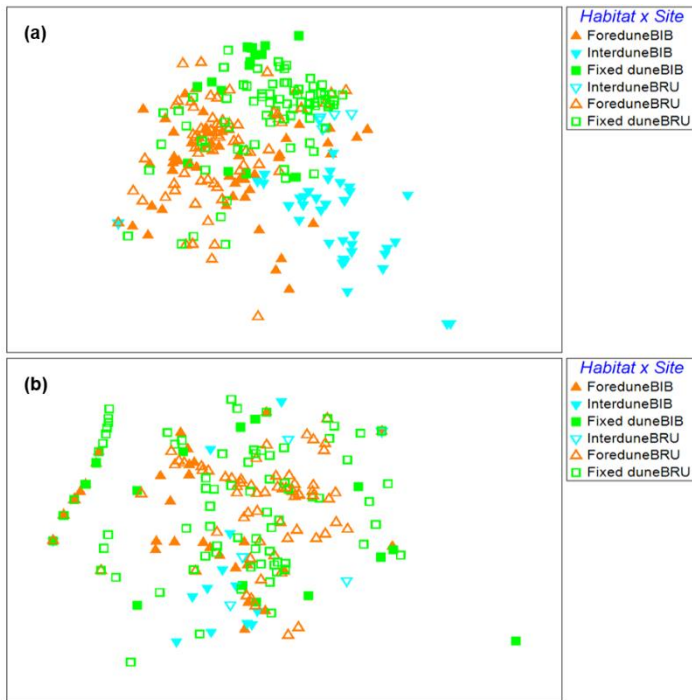 (a)
Habitat x Site
ForeduneBIB
InterduneBIB
Fixed duneBIB
InterduneBRU
ForeduneBRU
Fixed duneBRU
(b)
Habitat x Site
ForeduneBIB
InterduneBIB
Fixed duneBIB
InterduneBRU
ForeduneBRU
Fixed duneBRU